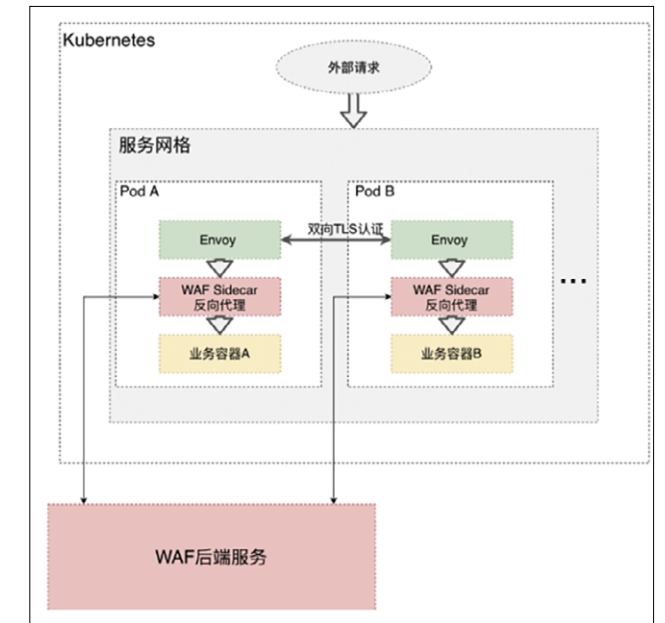 Kubernetes
外部请求
服务网格
Pod A
Pod B
双向TLS认证
Envoy
Envoy
WAF Sidecar
反向代理
WAF Sidecar
反向代理
...
业务容器A
业务容器B
WAF后端服务